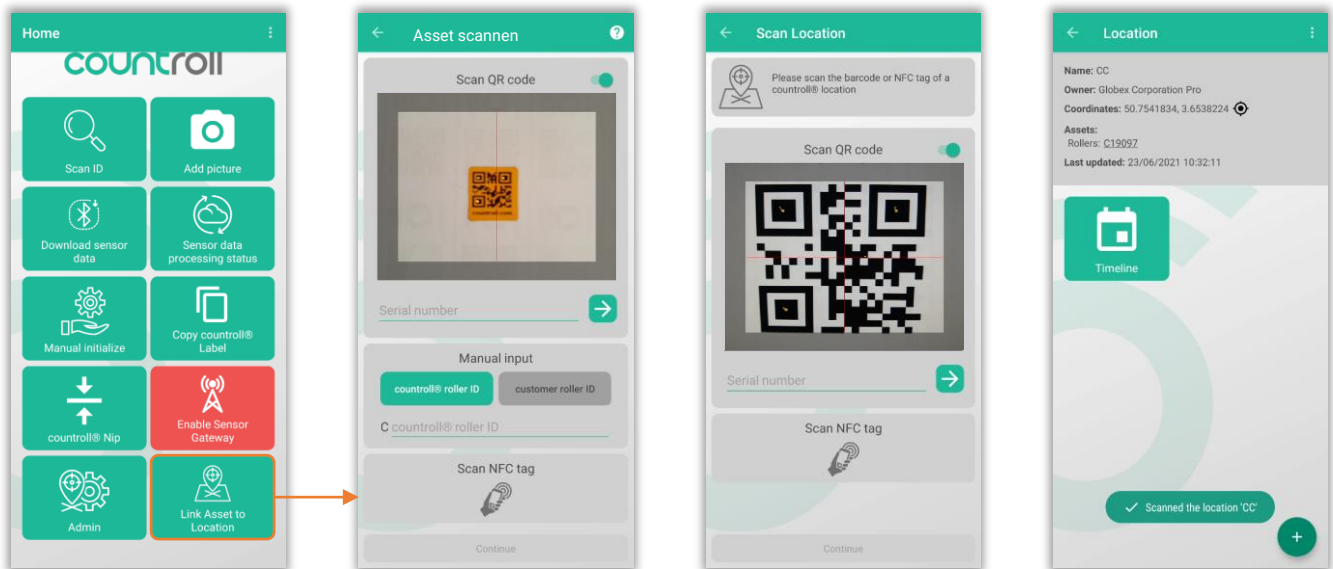 Home
countroll
Scan ID
Add picture
Download sensor
data
Sensor data
processing status
Manual initialize
Copy countroll®
Label
countroll® Nip
Enable Sensor
Gateway
Admin
Link Asset to
Location
Asset scannen
?
Scan QR code
Serial number
Manual input
countroll® roller ID
customer roller ID
C countroll® roller ID
Scan NFC tag
Continue
Scan Location
Please scan the barcode or NFC tag of a
countroll® location
Scan QR code
Serial number
Scan NFC tag
Continue
Location
Name: CC
Owner: Globex Corporation Pro
Coordinates: 50.7541834, 3.6538224
Assets:
Rollers: C19097
Last updated: 23/06/2021 10:32:11
Timeline
Scanned the location 'CC'
+